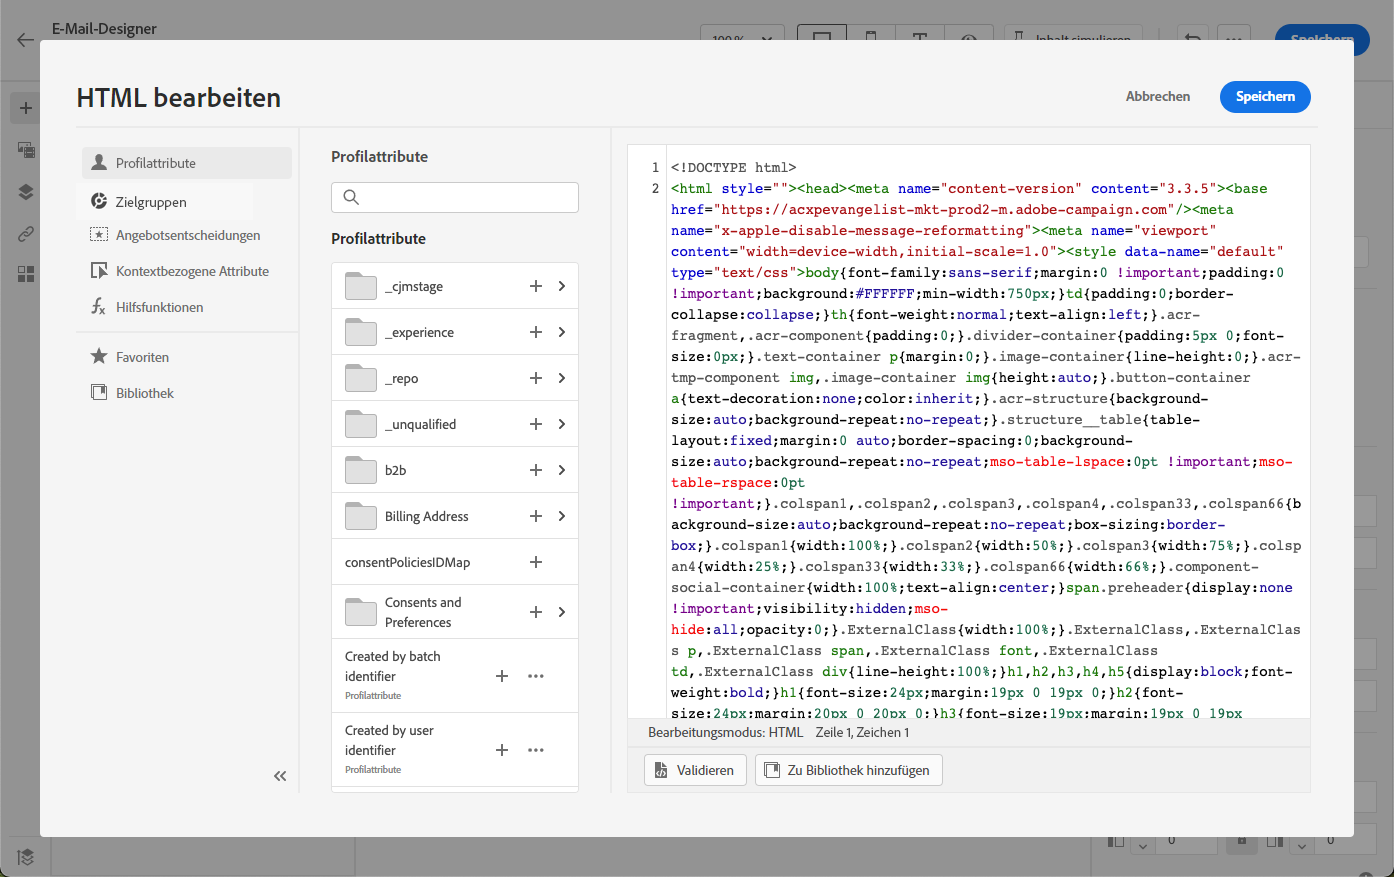 E-Mail-Designer
100%
Inhalt simulieren
Speichern
HTML bearbeiten
Abbrechen
Speichern
Profilattribute
Zielgruppen
Angebotsentscheidungen
Kontextbezogene Attribute
Hilfsfunktionen
Favoriten
Bibliothek
Profilattribute
Profilattribute
_cjmstage
_experience
_repo
_unqualified
b2b
Billing Address
consentPoliciesIDMap
Consents and
Preferences
Created by batch
identifier
Profilattribute
Created by user
identifier
Profilattribute
1 <!DOCTYPE html>
2 <html style=""><head><meta name="content-version" content="3.3.5"><base
href="https://acxpevangelist-mkt-prod2-m.adobe-campaign.com"/><meta
name="x-apple-disable-message-reformatting"><meta name="viewport"
content="width=device-width,initial-scale=1.0"><style data-name="default"
type="text/css">body{font-family:sans-serif;margin:0 !important;padding:0
!important;background:#FFFFFF;min-width:750px;}td{padding:0;border-
collapse:collapse;}th{font-weight:normal;text-align:left;}.acr-
fragment,.acr-component{padding:0;}.divider-container{padding:5px 0;font-
size:0px;}.text-container p{margin:0;}.image-container{line-height:0;}.acr-
tmp-component img,.image-container img{height:auto;}.button-container
a{text-decoration:none;color:inherit;}.acr-structure{background-
size:auto;background-repeat:no-repeat;}.structure__table{table-
layout:fixed;margin:0 auto;border-spacing:0;background-
size:auto;background-repeat:no-repeat;mso-table-lspace:0pt !important;mso-
table-rspace:0pt
!important;}.colspan1,.colspan2,.colspan3,.colspan4,.colspan33,.colspan66{b
ackground-size:auto;background-repeat:no-repeat;box-sizing:border-
box;}.colspan1{width:100%;}.colspan2{width:50%;}.colspan3{width:75%;}.colsp
an4{width:25%;}.colspan33{width:33%;}.colspan66{width:66%;}.component-
social-container{width:100%;text-align:center;}span.preheader{display:none
!important;visibility:hidden;mso-
hide:all;opacity:0;}.ExternalClass{width:100%;}.ExternalClass,.ExternalClas
s p,.ExternalClass span,.ExternalClass font,.ExternalClass
td,.ExternalClass div{line-height:100%;}h1,h2,h3,h4,h5{display:block;font-
weight:bold;}h1{font-size:24px;margin:19px 0 19px 0;}h2{font-
size:24px;margin:20px 0 20px 0;}h3{font-size:19px;margin:19px 0 19px
Bearbeitungsmodus: HTML Zeile 1, Zeichen 1
Validieren
Zu Bibliothek hinzufügen
0
0